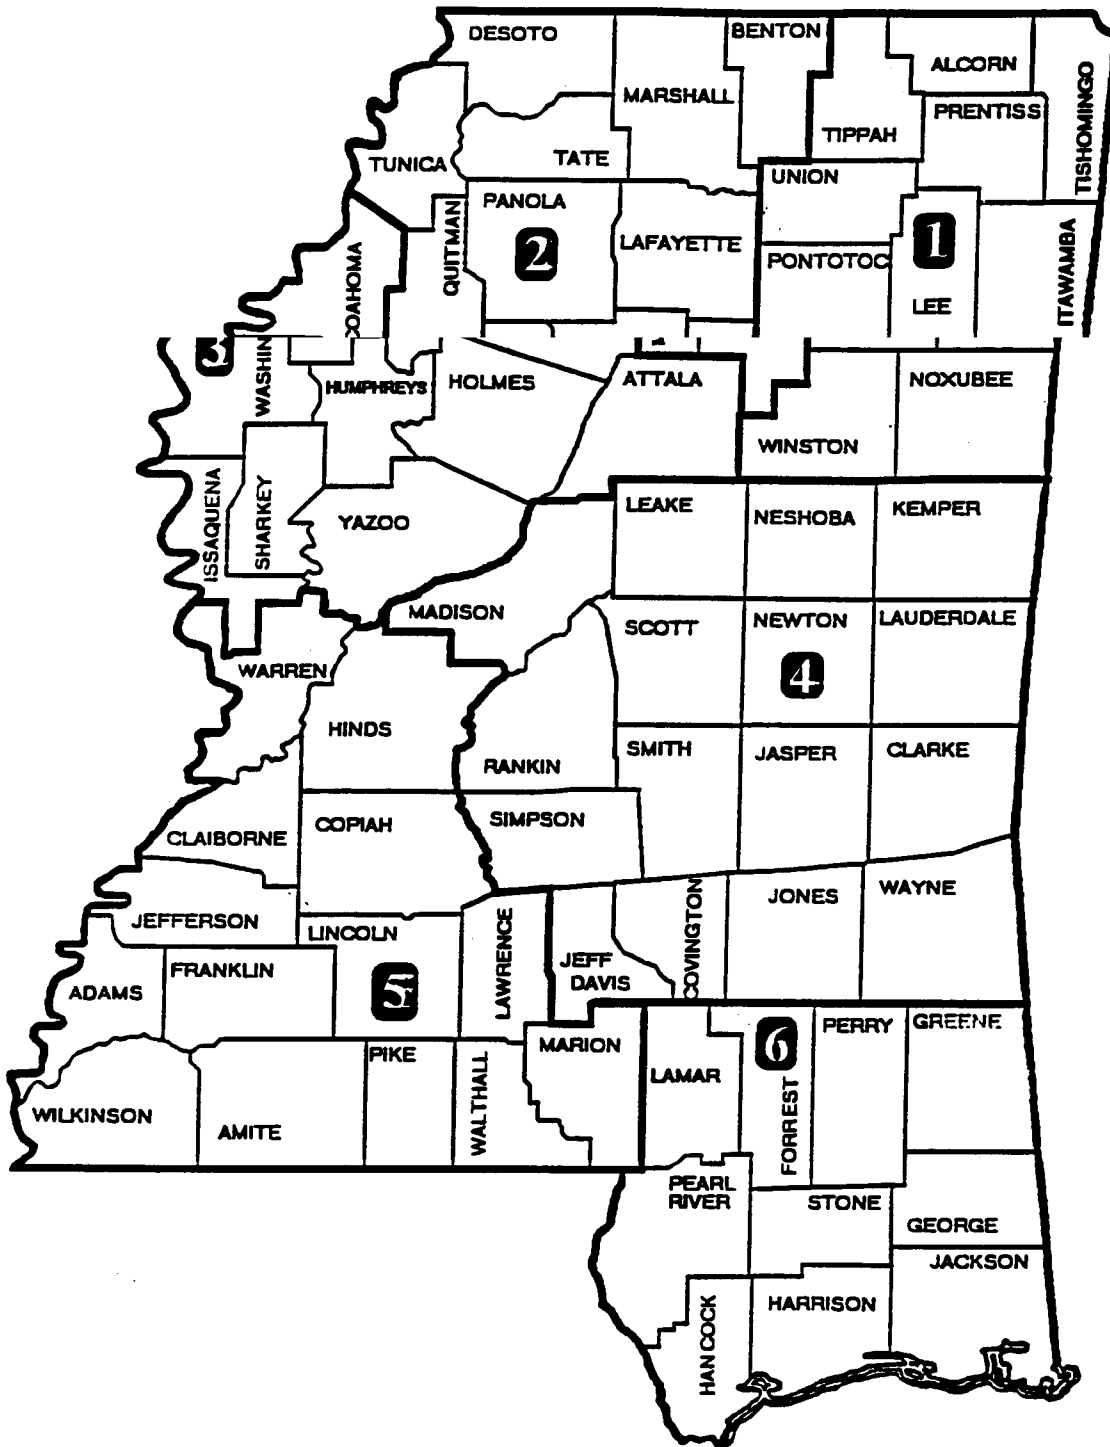 DESOTO
BENTON
MARSHALL
ALCORN
TIPPAH
PRENTISS
TISHOMINGO
TUNICA
TATE
UNION
PANOLA
QUITMAN
LAFAYETTE
2
1
PONTOTOC
LEE
ITAWAMBA
OAHOMA
3
WASHIN
HUMPHREYS
HOLMES
ATTALA
NOXUBEE
WINSTON
ISSAQUENA
SHARKEY
YAZOO
LEAKE
NESHOBA
KEMPER
MADISON
SCOTT
NEWTON
LAUDERDALE
WARREN
4
HINDS
RANKIN
SMITH
JASPER
CLARKE
CLAIBORNE
COPIAH
SIMPSON
JEFFERSON
LINCOLN
LAWRENCE
COVINGTON
JONES
WAYNE
JEFF
DAVIS
ADAMS
FRANKLIN
5
PIKE
MARION
6
PERRY
GREENE
LAMAR
FORREST
WILKINSON
AMITE
WALTHALL
PEARL
RIVER
STONE
GEORGE
JACKSON
HANCOCK
HARRISON